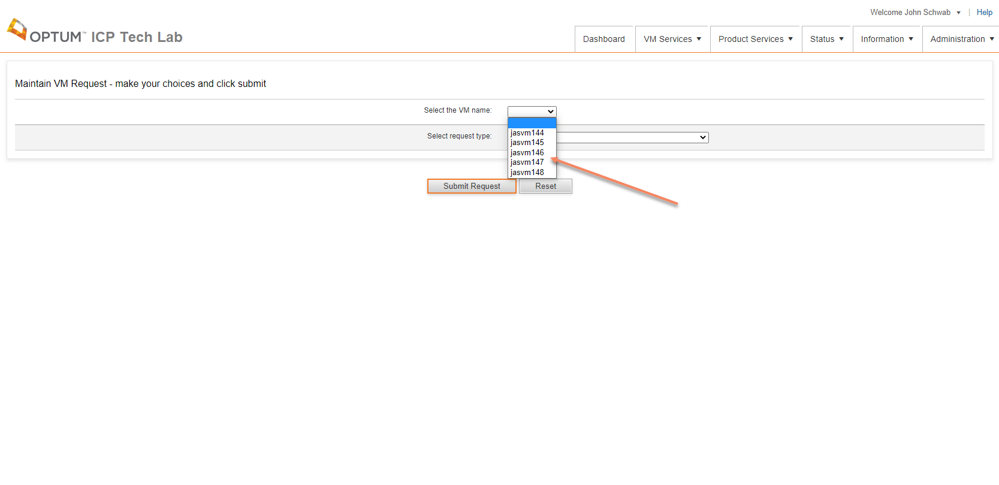 Welcome John Schwab ▼ | Help
OPTUM™ ICP Tech Lab
Dashboard VM Services ▼ Product Services ▼ Status ▼ Information ▼ Administration ▼
Maintain VM Request - make your choices and click submit
Select the VM name:
jasvm144
Select request type:
jasvm145
jasvm146
jasvm147
jasvm148
Submit Request Reset